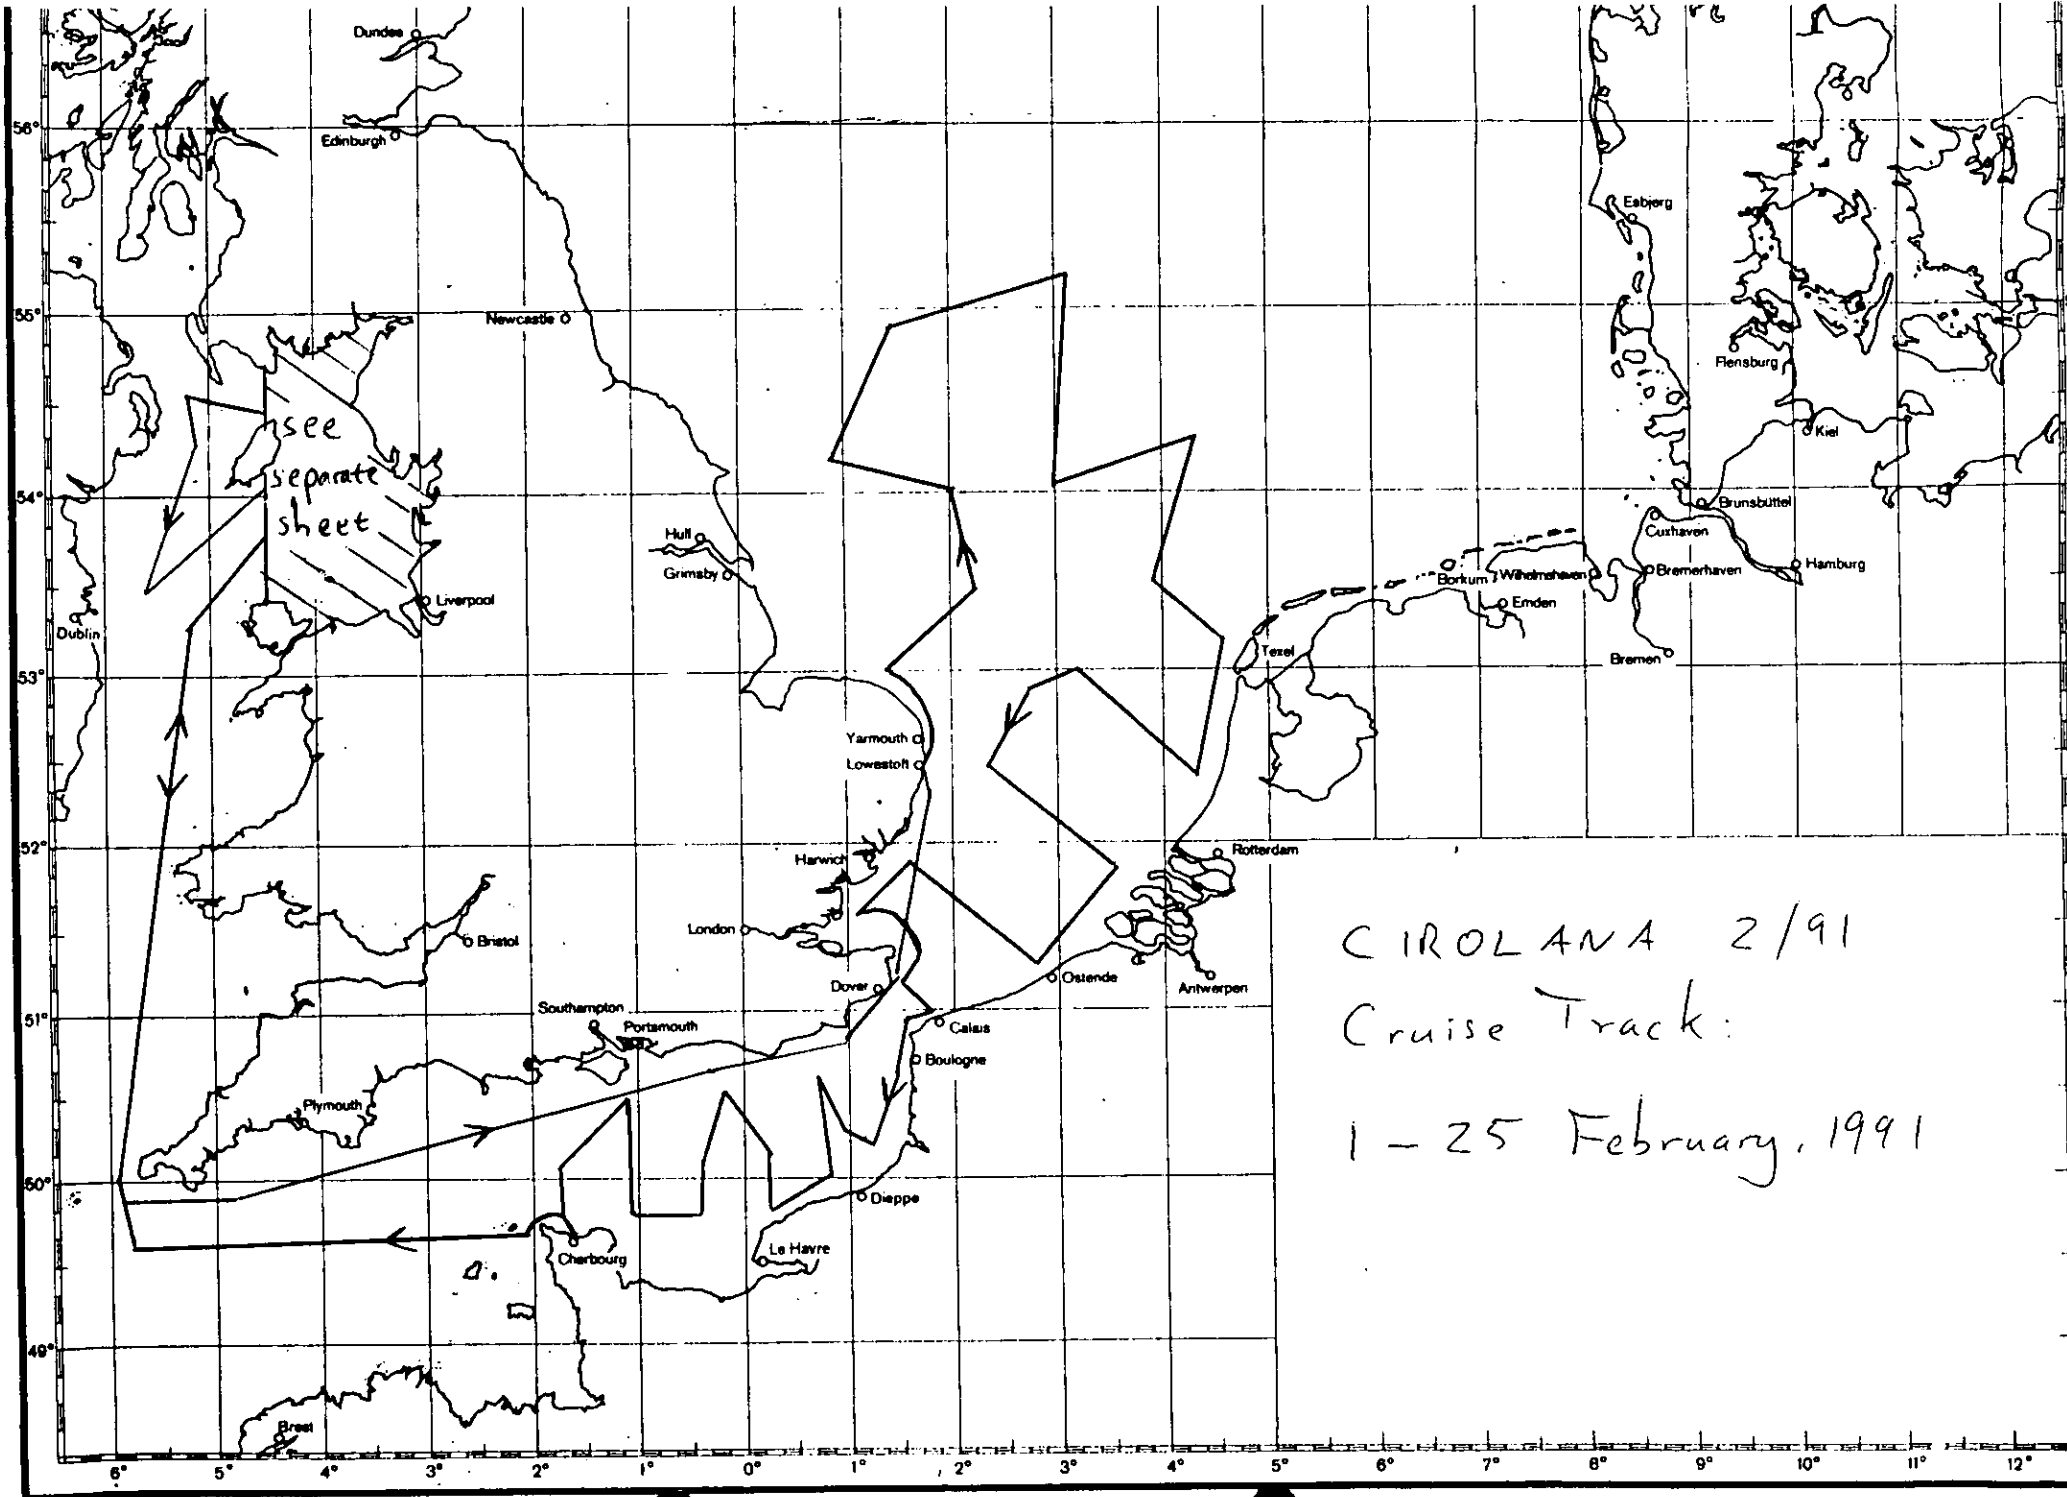 Dundee
56°
Edinburgh
Esbjerg
55°
Newcastle
Flensburg
see
separate
sheet
Kiel
54°
Brunsbüttel
Cuxhaven
Hull
Grimsby
Borkum
Wilhelmshaven
Bremerhaven
Hamburg
Liverpool
Emden
Dublin
Texel
Bremen
53°
Yarmouth
Lowestoft
52°
Harwich
Rotterdam
London
Bristol
Ostende
Dover
Antwerpen
CIROLANA 2/91
Southampton
51°
Portsmouth
Calais
Cruise Track:
Boulogne
Plymouth
1 - 25 February, 1991
50°
Dieppe
Cherbourg
Le Havre
49°
Brest
6° 5° 4° 3° 2° 1° 0° 1° 2° 3° 4° 5° 6° 7° 8° 9° 10° 11° 12°